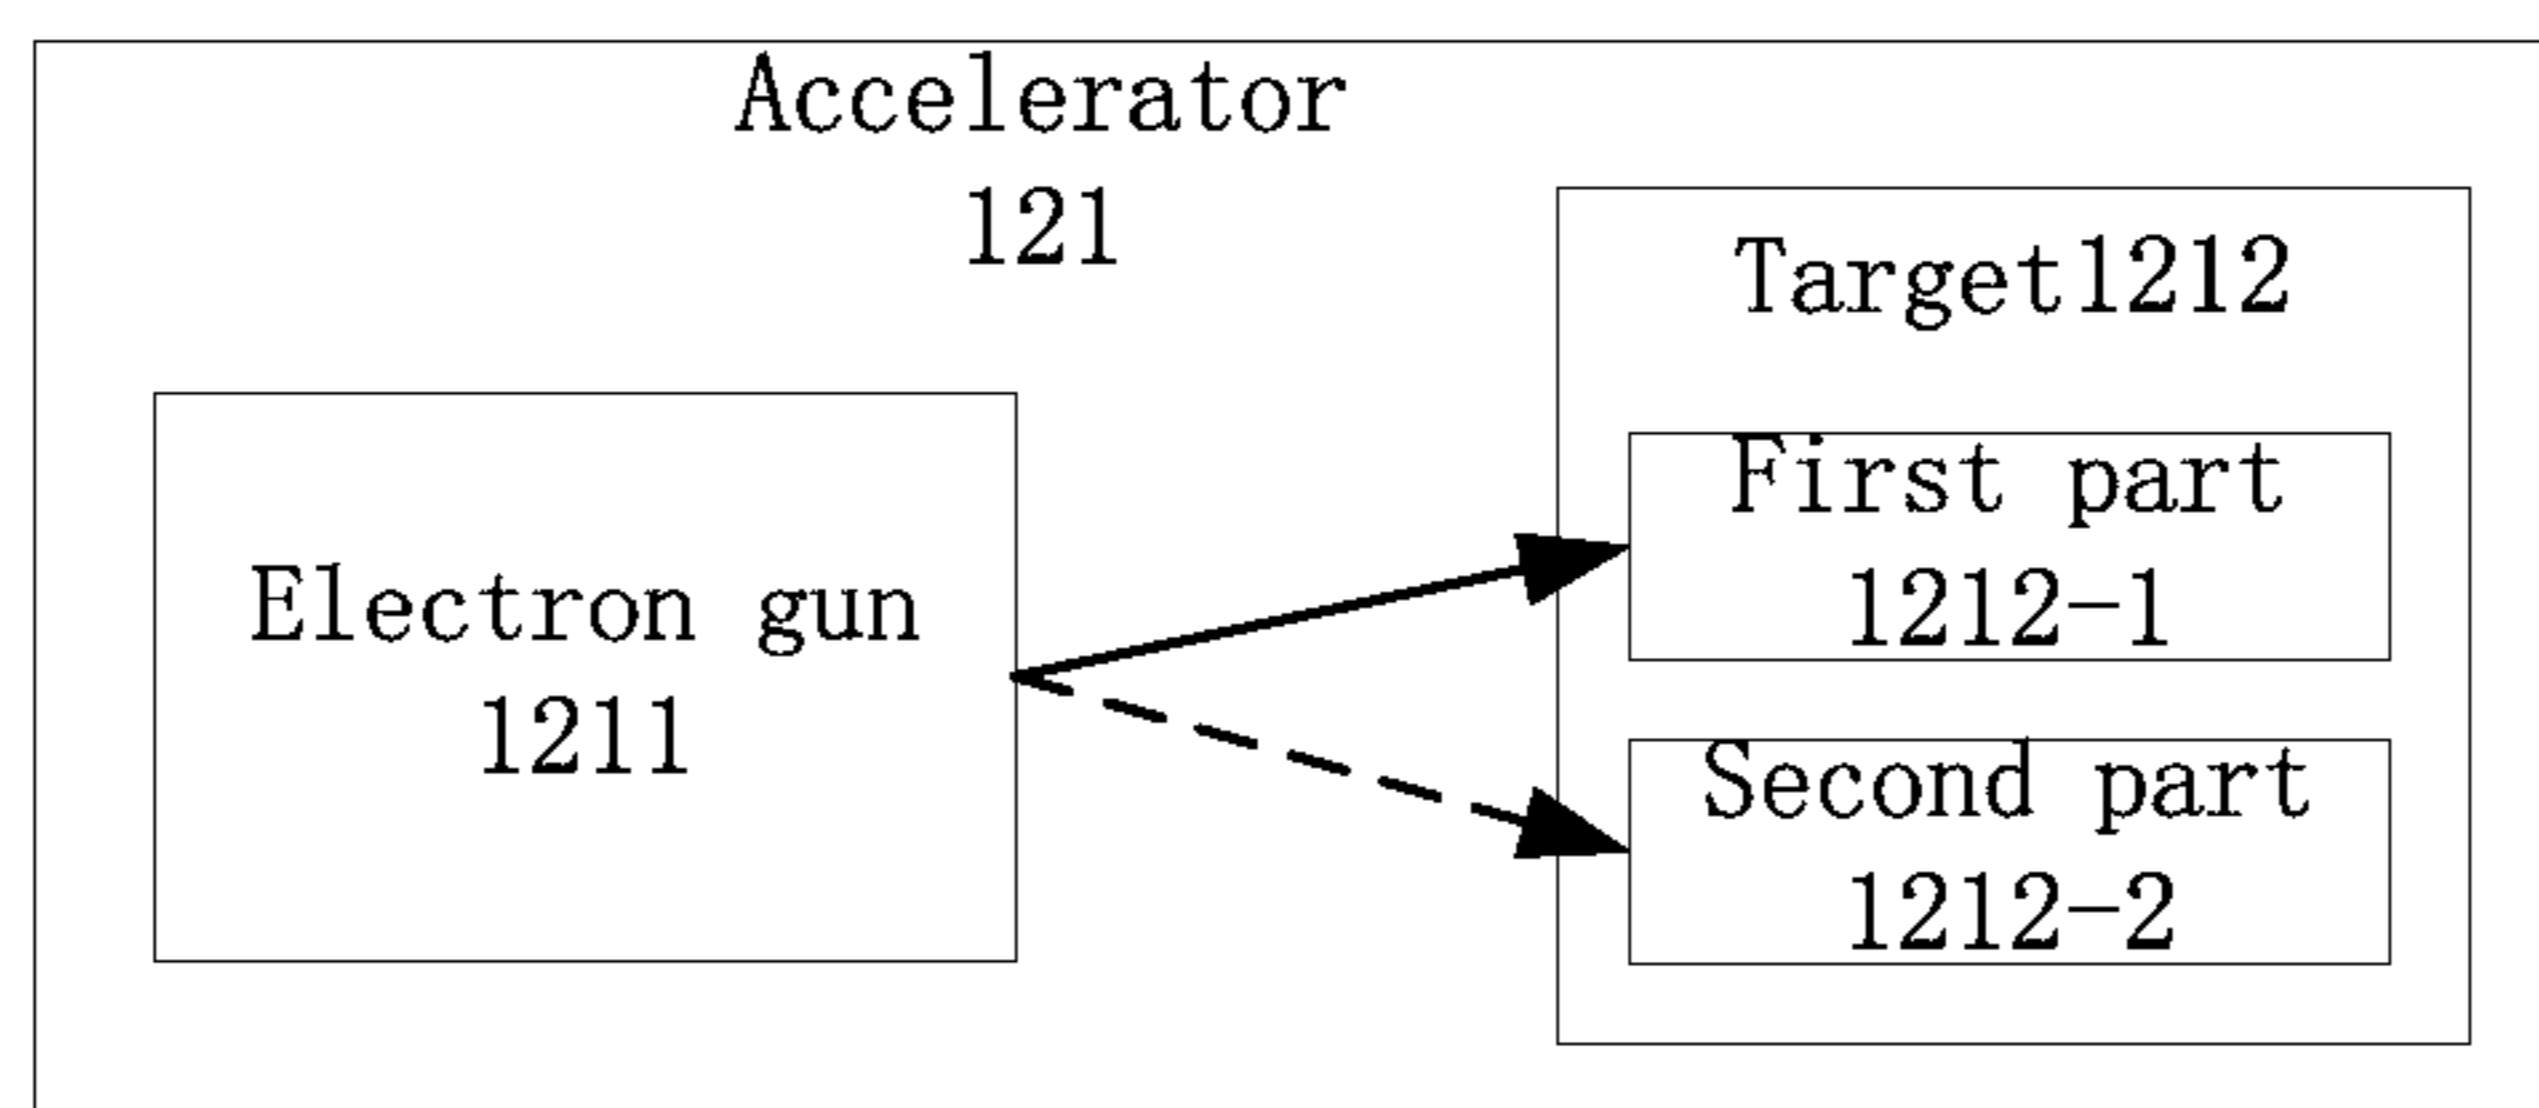 Accelerator
121
Target1212
First part
1212-1
Electron gun
1211
Second part
1212-2